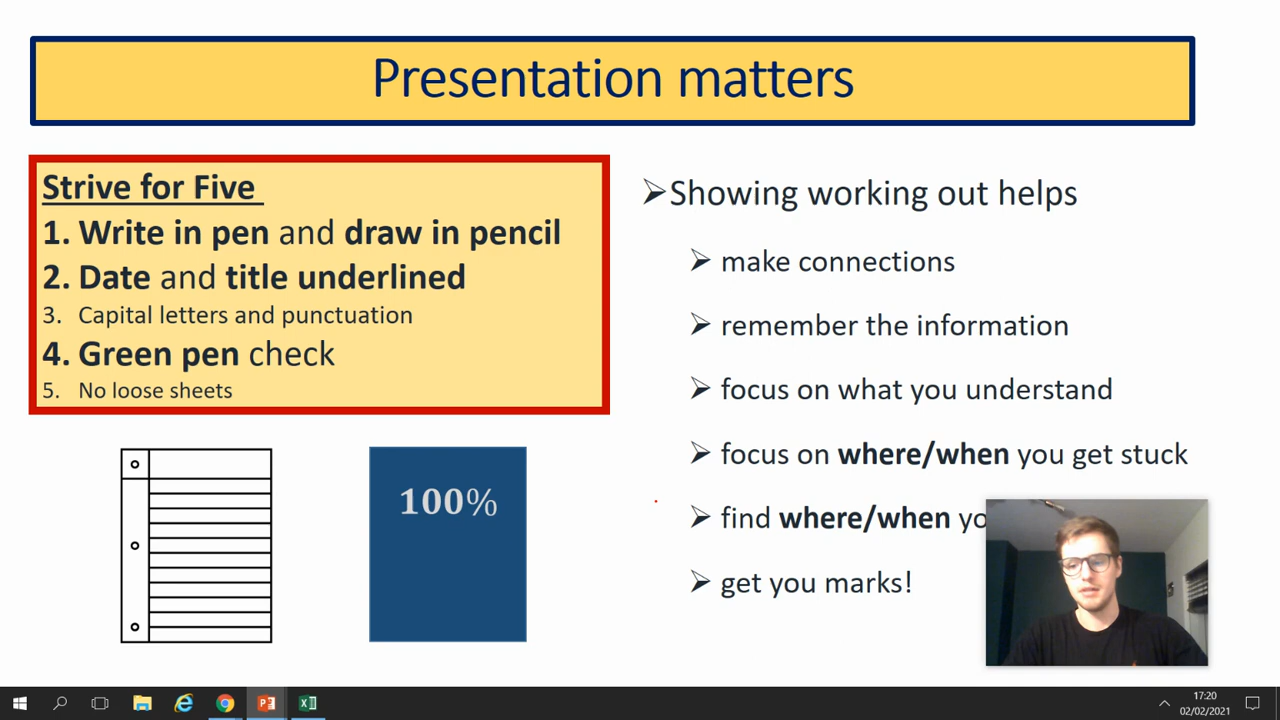 Presentation matters
Strive for Five
1. Write in pen and draw in pencil
2. Date and title underlined
3. Capital letters and punctuation
4. Green pen check
5. No loose sheets
100%
➢Showing working out helps
➢ make connections
➢ remember the information
➢ focus on what you understand
➢ focus on where/when you get stuck
➢ find where/when
➢ get you marks!
17:20
02/02/2021